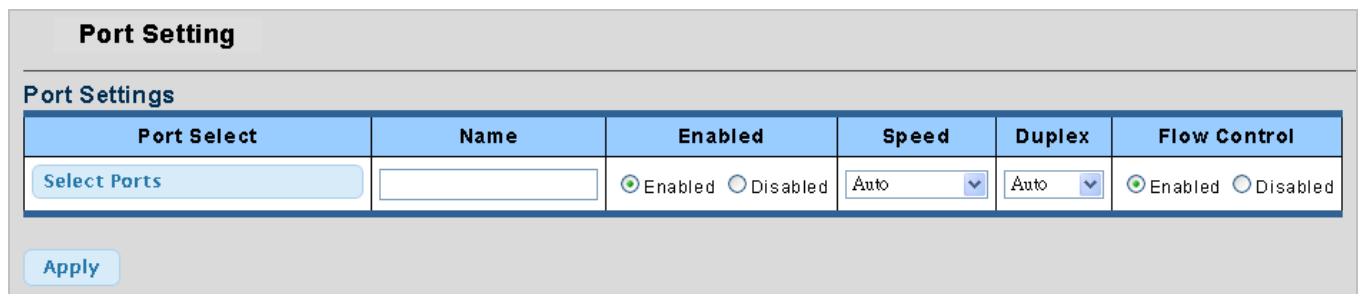 Port Setting
Port Settings
Port Select Name Enabled Speed Duplex Flow Control
Select Ports Enabled Disabled Auto Auto Enabled Disabled
Apply